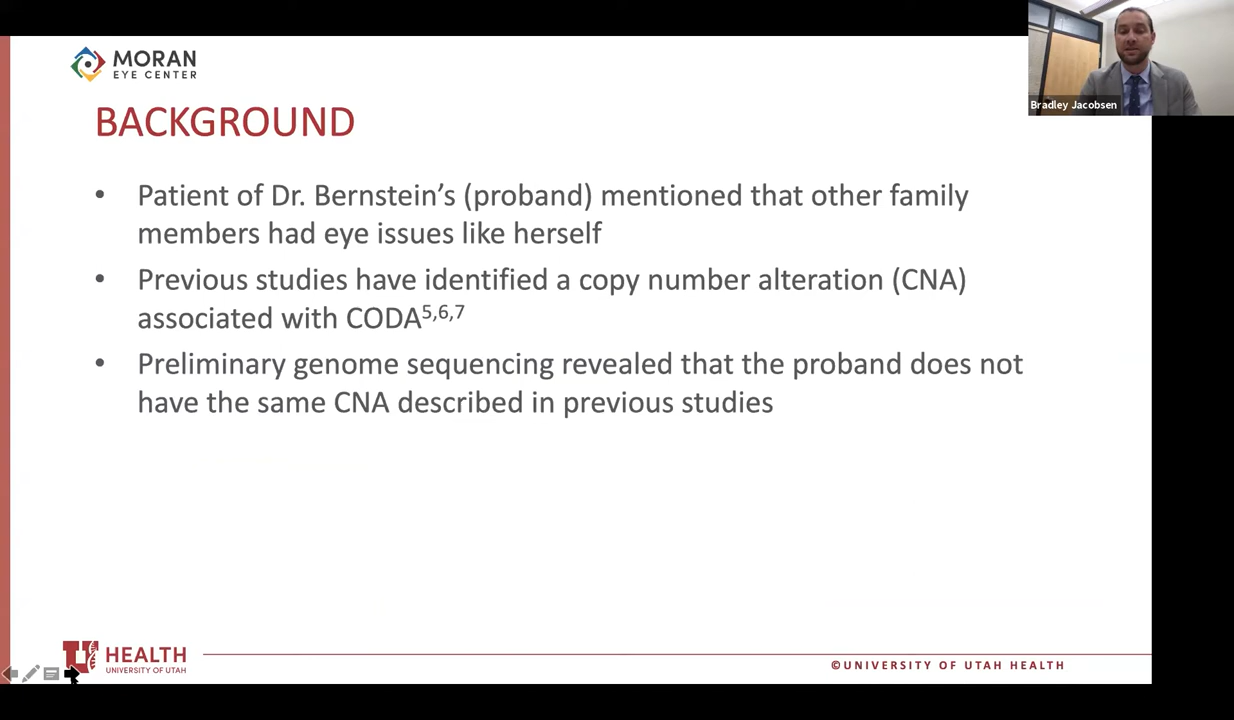 MORAN
EYE CENTER
Bradley Jacobsen
BACKGROUND
• Patient of Dr. Bernstein’s (proband) mentioned that other family
members had eye issues like herself
• Previous studies have identified a copy number alteration (CNA)
associated with CODA5,6,7
• Preliminary genome sequencing revealed that the proband does not
have the same CNA described in previous studies
U HEALTH
UNIVERSITY OF UTAH
©UNIVERSITY OF UTAH HEALTH